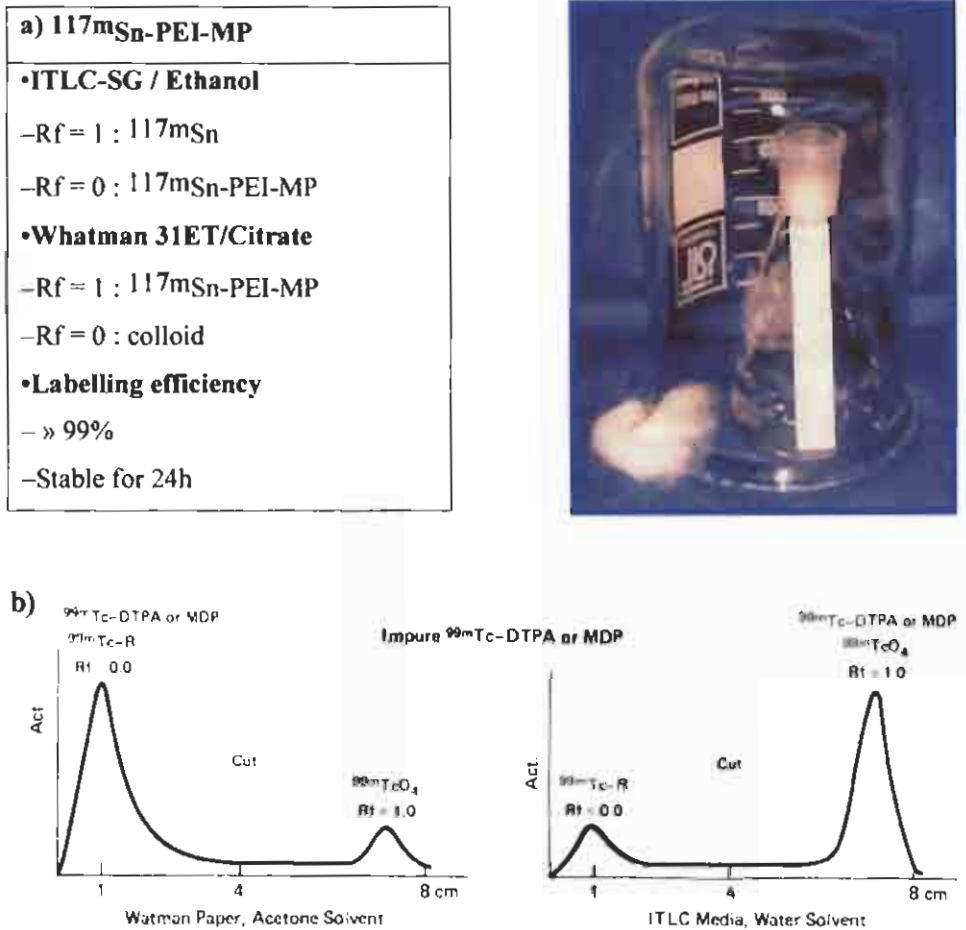 a) 117mSn-PEI-MP
•ITLC-SG / Ethanol
–Rf = 1 : 117mSn
–Rf = 0 : 117mSn-PEI-MP
•Whatman 31ET/Citrate
–Rf = 1 : 117mSn-PEI-MP
–Rf = 0 : colloid
•Labelling efficiency
– » 99%
–Stable for 24h
b)
Impure 99mTc-DTPA or MDP
99mTc-DTPA or MDP
99mTc-R
Rf 0.0
Act
Cut
99mTcO4
Rf = 1.0
1 4 8 cm
Watman Paper, Acetone Solvent
99mTc-DTPA or MDP
99mTcO4
Rf = 1.0
Act.
Cut
99mTc-R
Rf = 0.0
1 4 8 cm
ITLC Media, Water Solvent